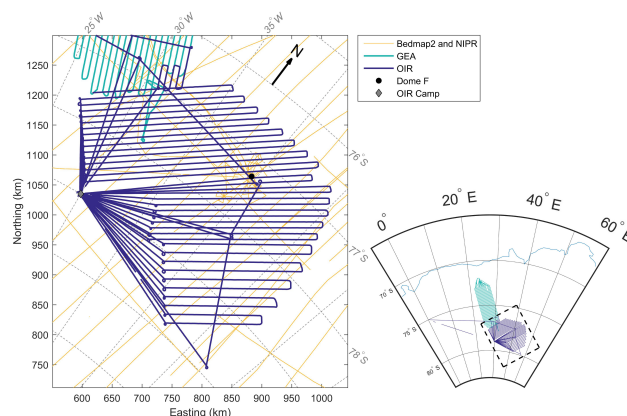 25°W
30°W
35°W
N
1250
1200
1150
1100
1050
1000
950
900
850
800
750
Northing (km)
76°S
77°S
78°S
600 650 700 750 800 850 900 950 1000
Easting (km)
Bedmap2 and NIPR
GEA
OIR
Dome F
OIR Camp
0°
20°E
40°E
60°E
70°S
75°S
80°S